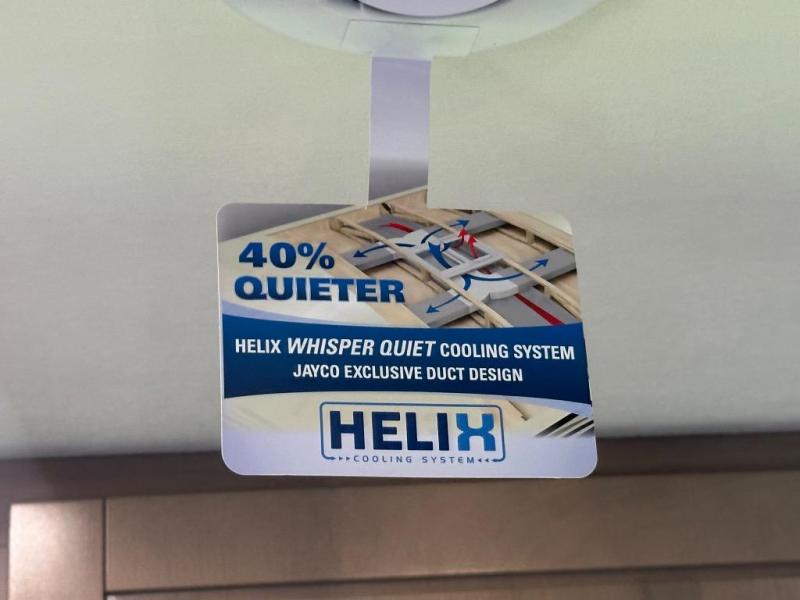 40%
QUIETER
HELIX WHISPER QUIET COOLING SYSTEM
JAYCO EXCLUSIVE DUCT DESIGN
HELIX
COOLING SYSTEM